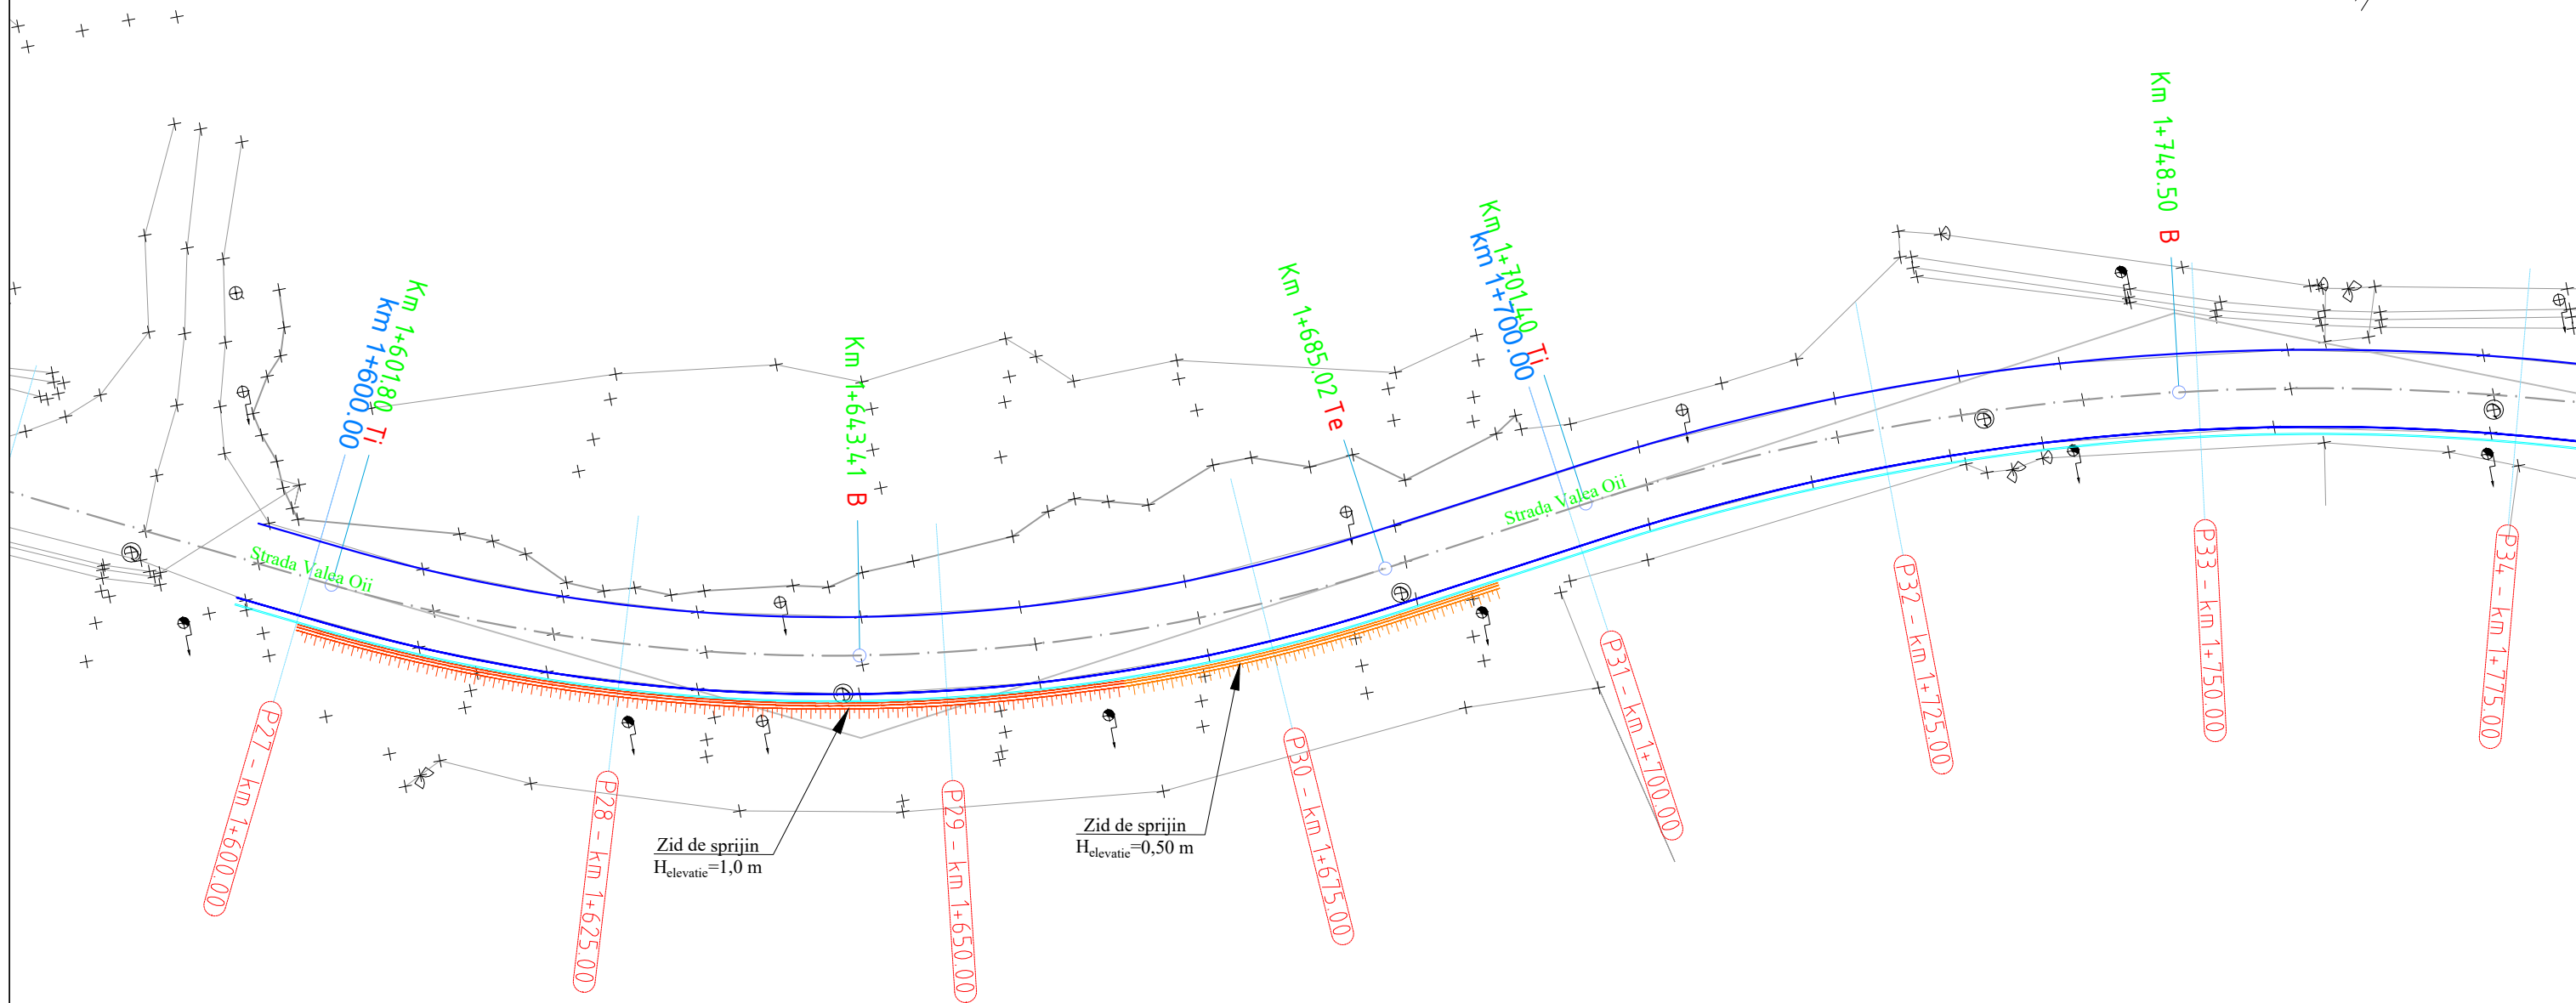 Km 1+601.80 Ti
km 1+600.00
Km 1+643.41 B
Km 1+685.02 Te
Km 1+701.40 Ti
km 1+700.00
Km 1+748.50 B
Strada Valea Oii
Strada Valea Oii
P27 - km 1+600.00
P28 - km 1+625.00
P29 - km 1+650.00
P30 - km 1+675.00
P31 - km 1+700.00
P32 - km 1+725.00
P33 - km 1+750.00
P34 - km 1+775.00
Zid de sprijin
Helevatie=1,0 m
Zid de sprijin
Helevatie=0,50 m